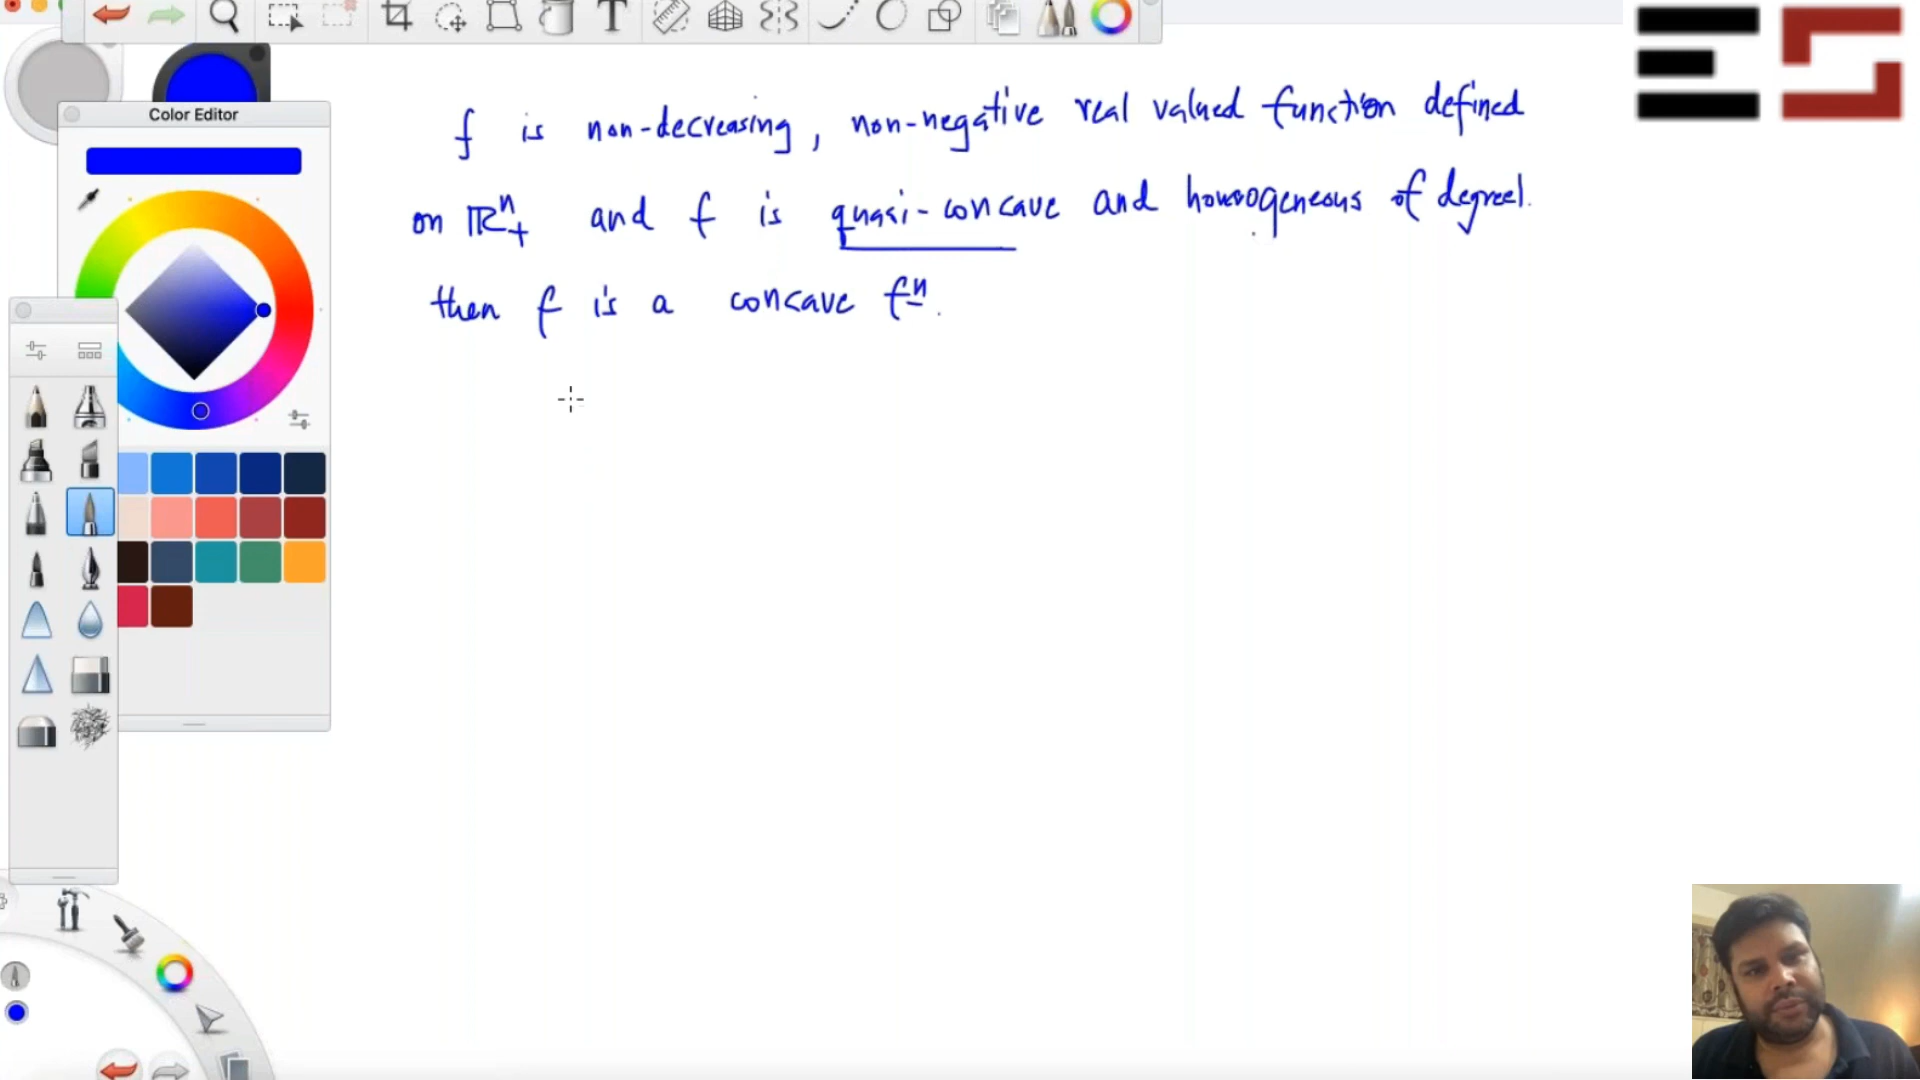 Color Editor
f is non-decreasing, non-negative real valued function defined
on ℝⁿ₊ and f is quasi-concave and homogeneous of degree 1.
then f is a concave fⁿ.
ES